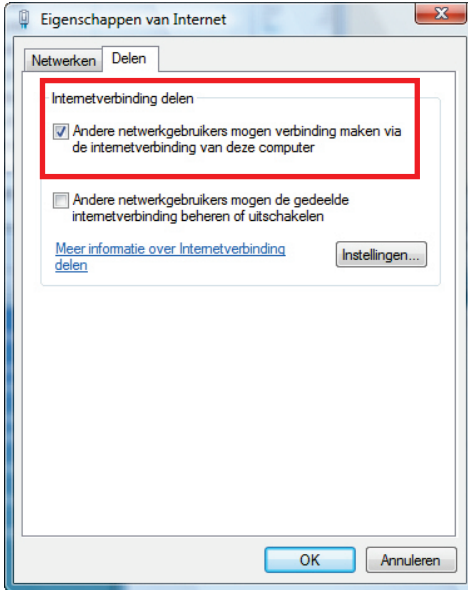 Eigenschappen van Internet
Netwerken Delen
Internetverbinding delen
Andere netwerkgebruikers mogen verbinding maken via
de internetverbinding van deze computer
Andere netwerkgebruikers mogen de gedeelde
internetverbinding beheren of uitschakelen
Meer informatie over Internetverbinding
delen
Instellingen...
OK Annuleren